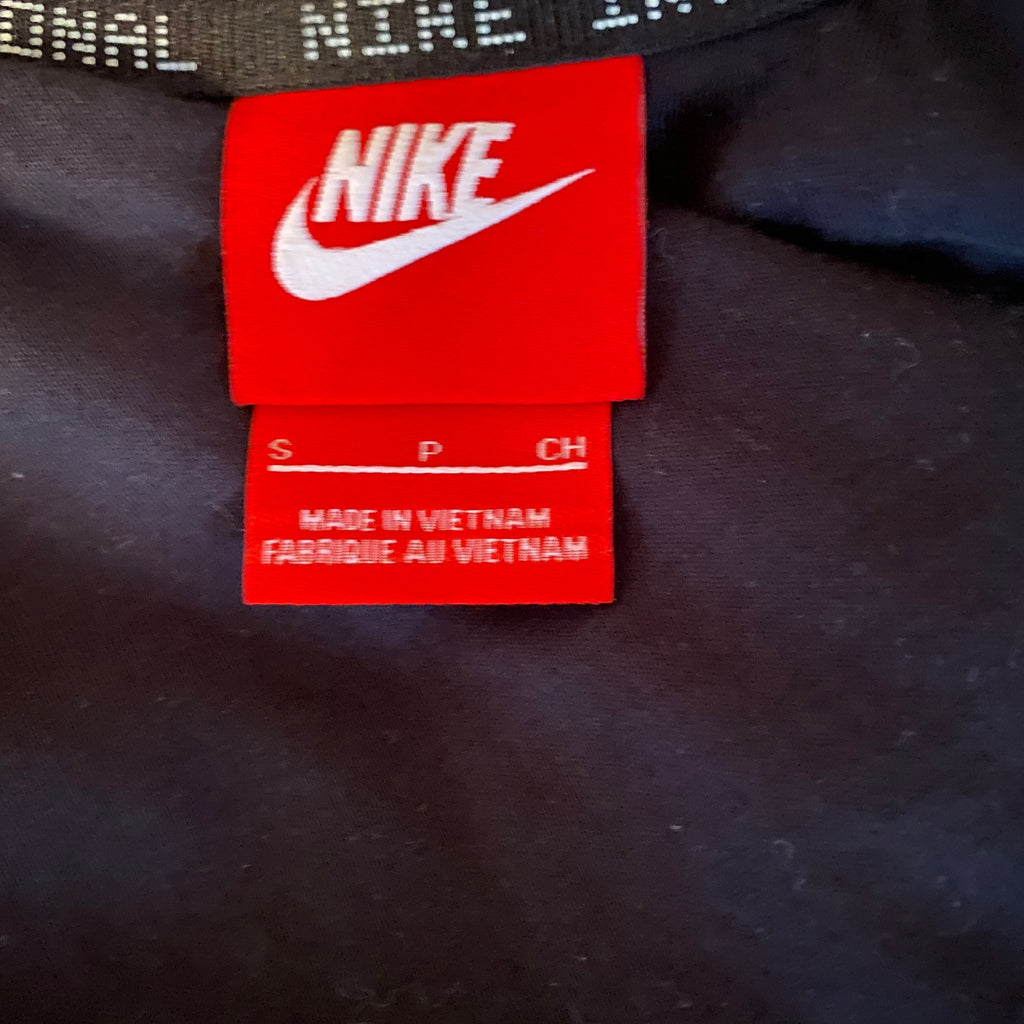 ONAL NIKE IN
NIKE
S P CH
MADE IN VIETNAM
FABRIQUE AU VIETNAM